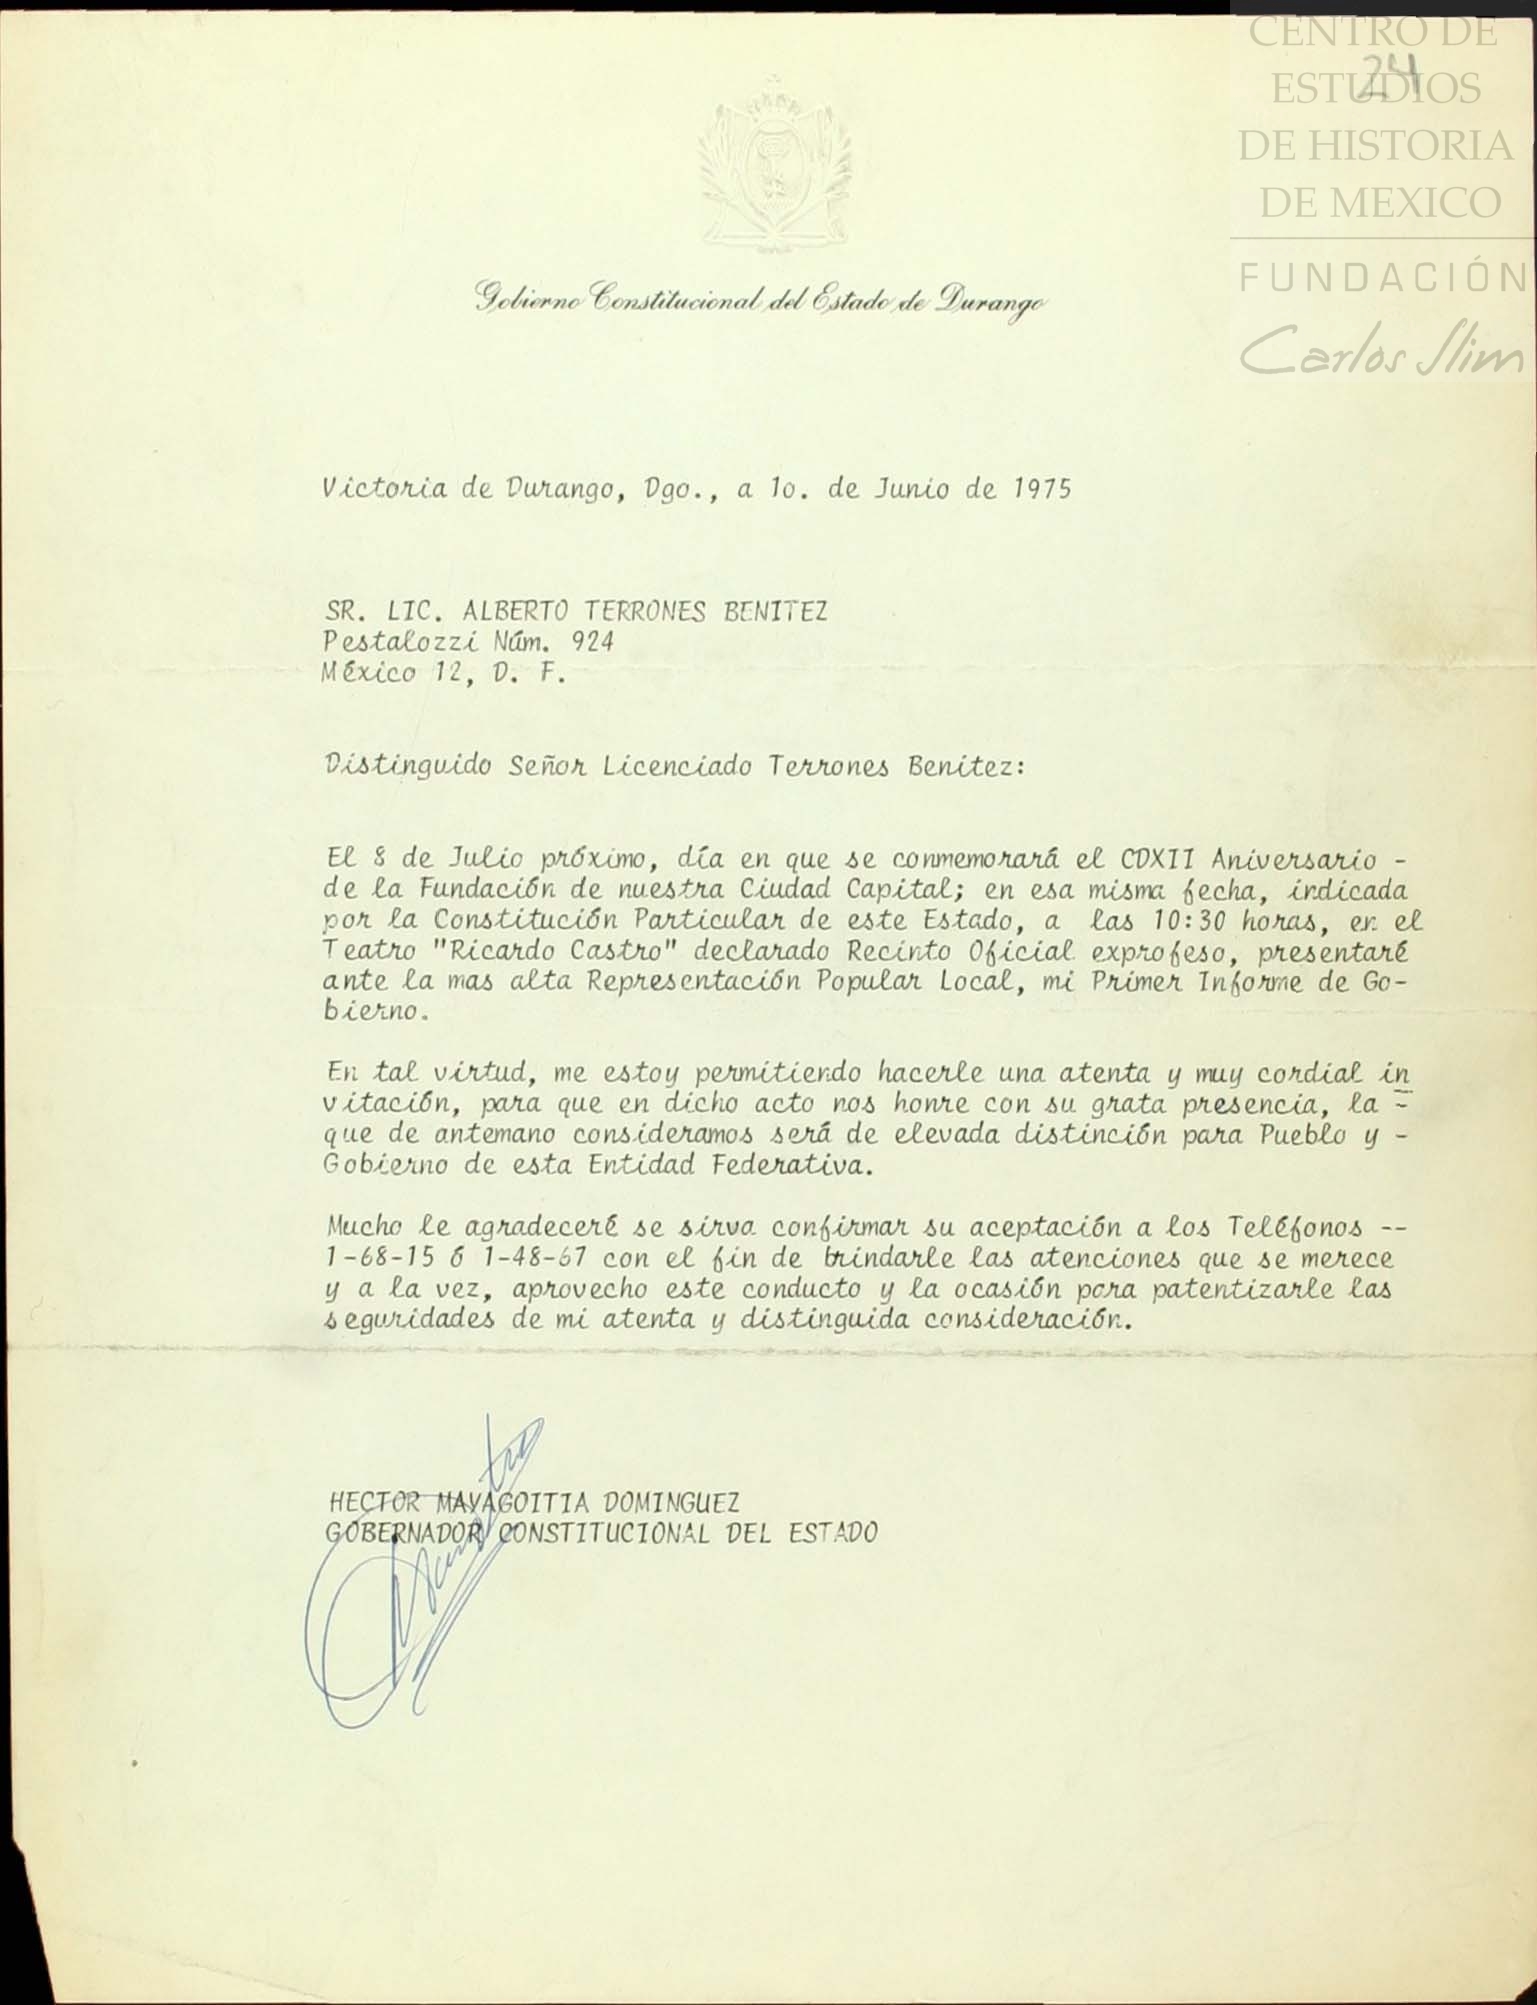 CENTRO DE
ESTUDIOS
DE HISTORIA
DE MEXICO
FUNDACIÓN
Carlos Slim
24
Gobierno Constitucional del Estado de Durango
Victoria de Durango, Dgo., a 1o. de Junio de 1975
SR. LIC. ALBERTO TERRONES BENITEZ
Pestalozzi Núm. 924
México 12, D. F.
Distinguido Señor Licenciado Terrones Benítez:
El 8 de Julio próximo, día en que se conmemorará el CDXII Aniversario -
de la Fundación de nuestra Ciudad Capital; en esa misma fecha, indicada
por la Constitución Particular de este Estado, a las 10:30 horas, en el
Teatro "Ricardo Castro" declarado Recinto Oficial exprofeso, presentaré
ante la mas alta Representación Popular Local, mi Primer Informe de Go-
bierno.
En tal virtud, me estoy permitiendo hacerle una atenta y muy cordial in
vitación, para que en dicho acto nos honre con su grata presencia, la -
que de antemano consideramos será de elevada distinción para Pueblo y -
Gobierno de esta Entidad Federativa.
Mucho le agradeceré se sirva confirmar su aceptación a los Teléfonos --
1-68-15 ó 1-48-67 con el fin de brindarle las atenciones que se merece
y a la vez, aprovecho este conducto y la ocasión para patentizarle las
seguridades de mi atenta y distinguida consideración.
HECTOR MAYAGOITIA DOMINGUEZ
GOBERNADOR CONSTITUCIONAL DEL ESTADO